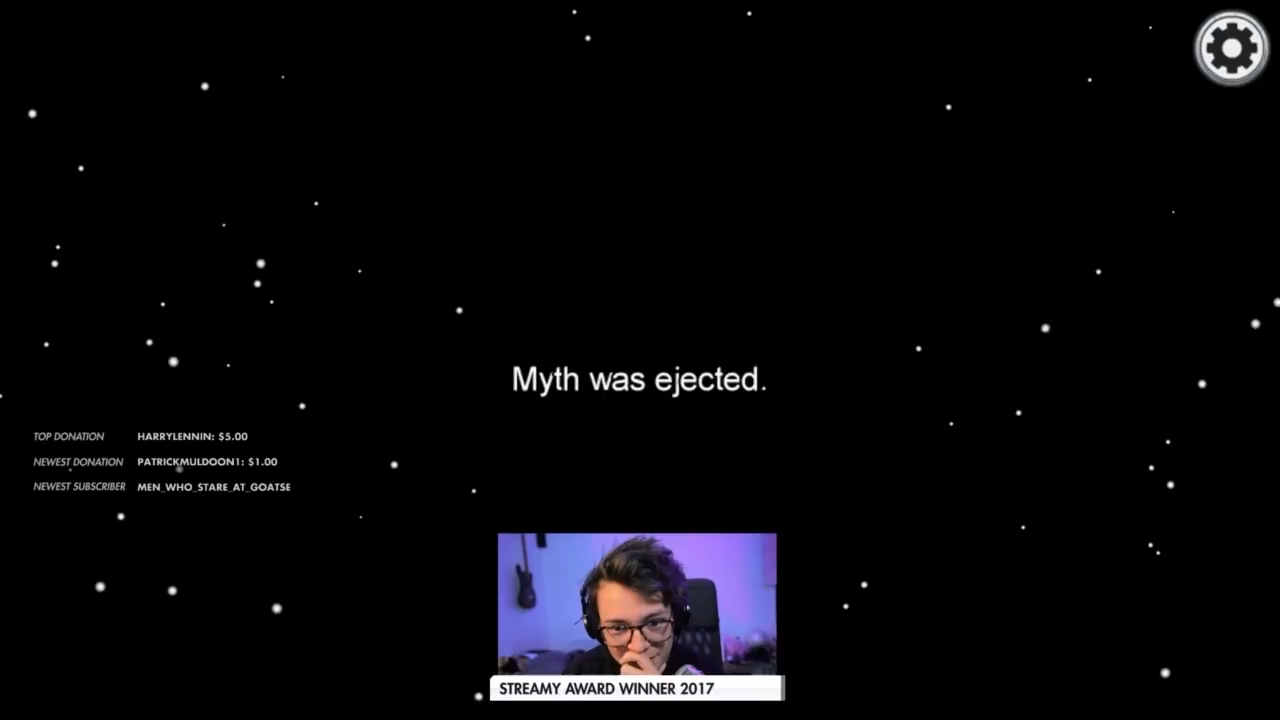 Myth was ejected.
TOP DONATION HARRYLENNIN: $5.00
NEWEST DONATION PATRICKMULDOON1: $1.00
NEWEST SUBSCRIBER MEN_WHO_STARE_AT_GOATSE
STREAMY AWARD WINNER 2017